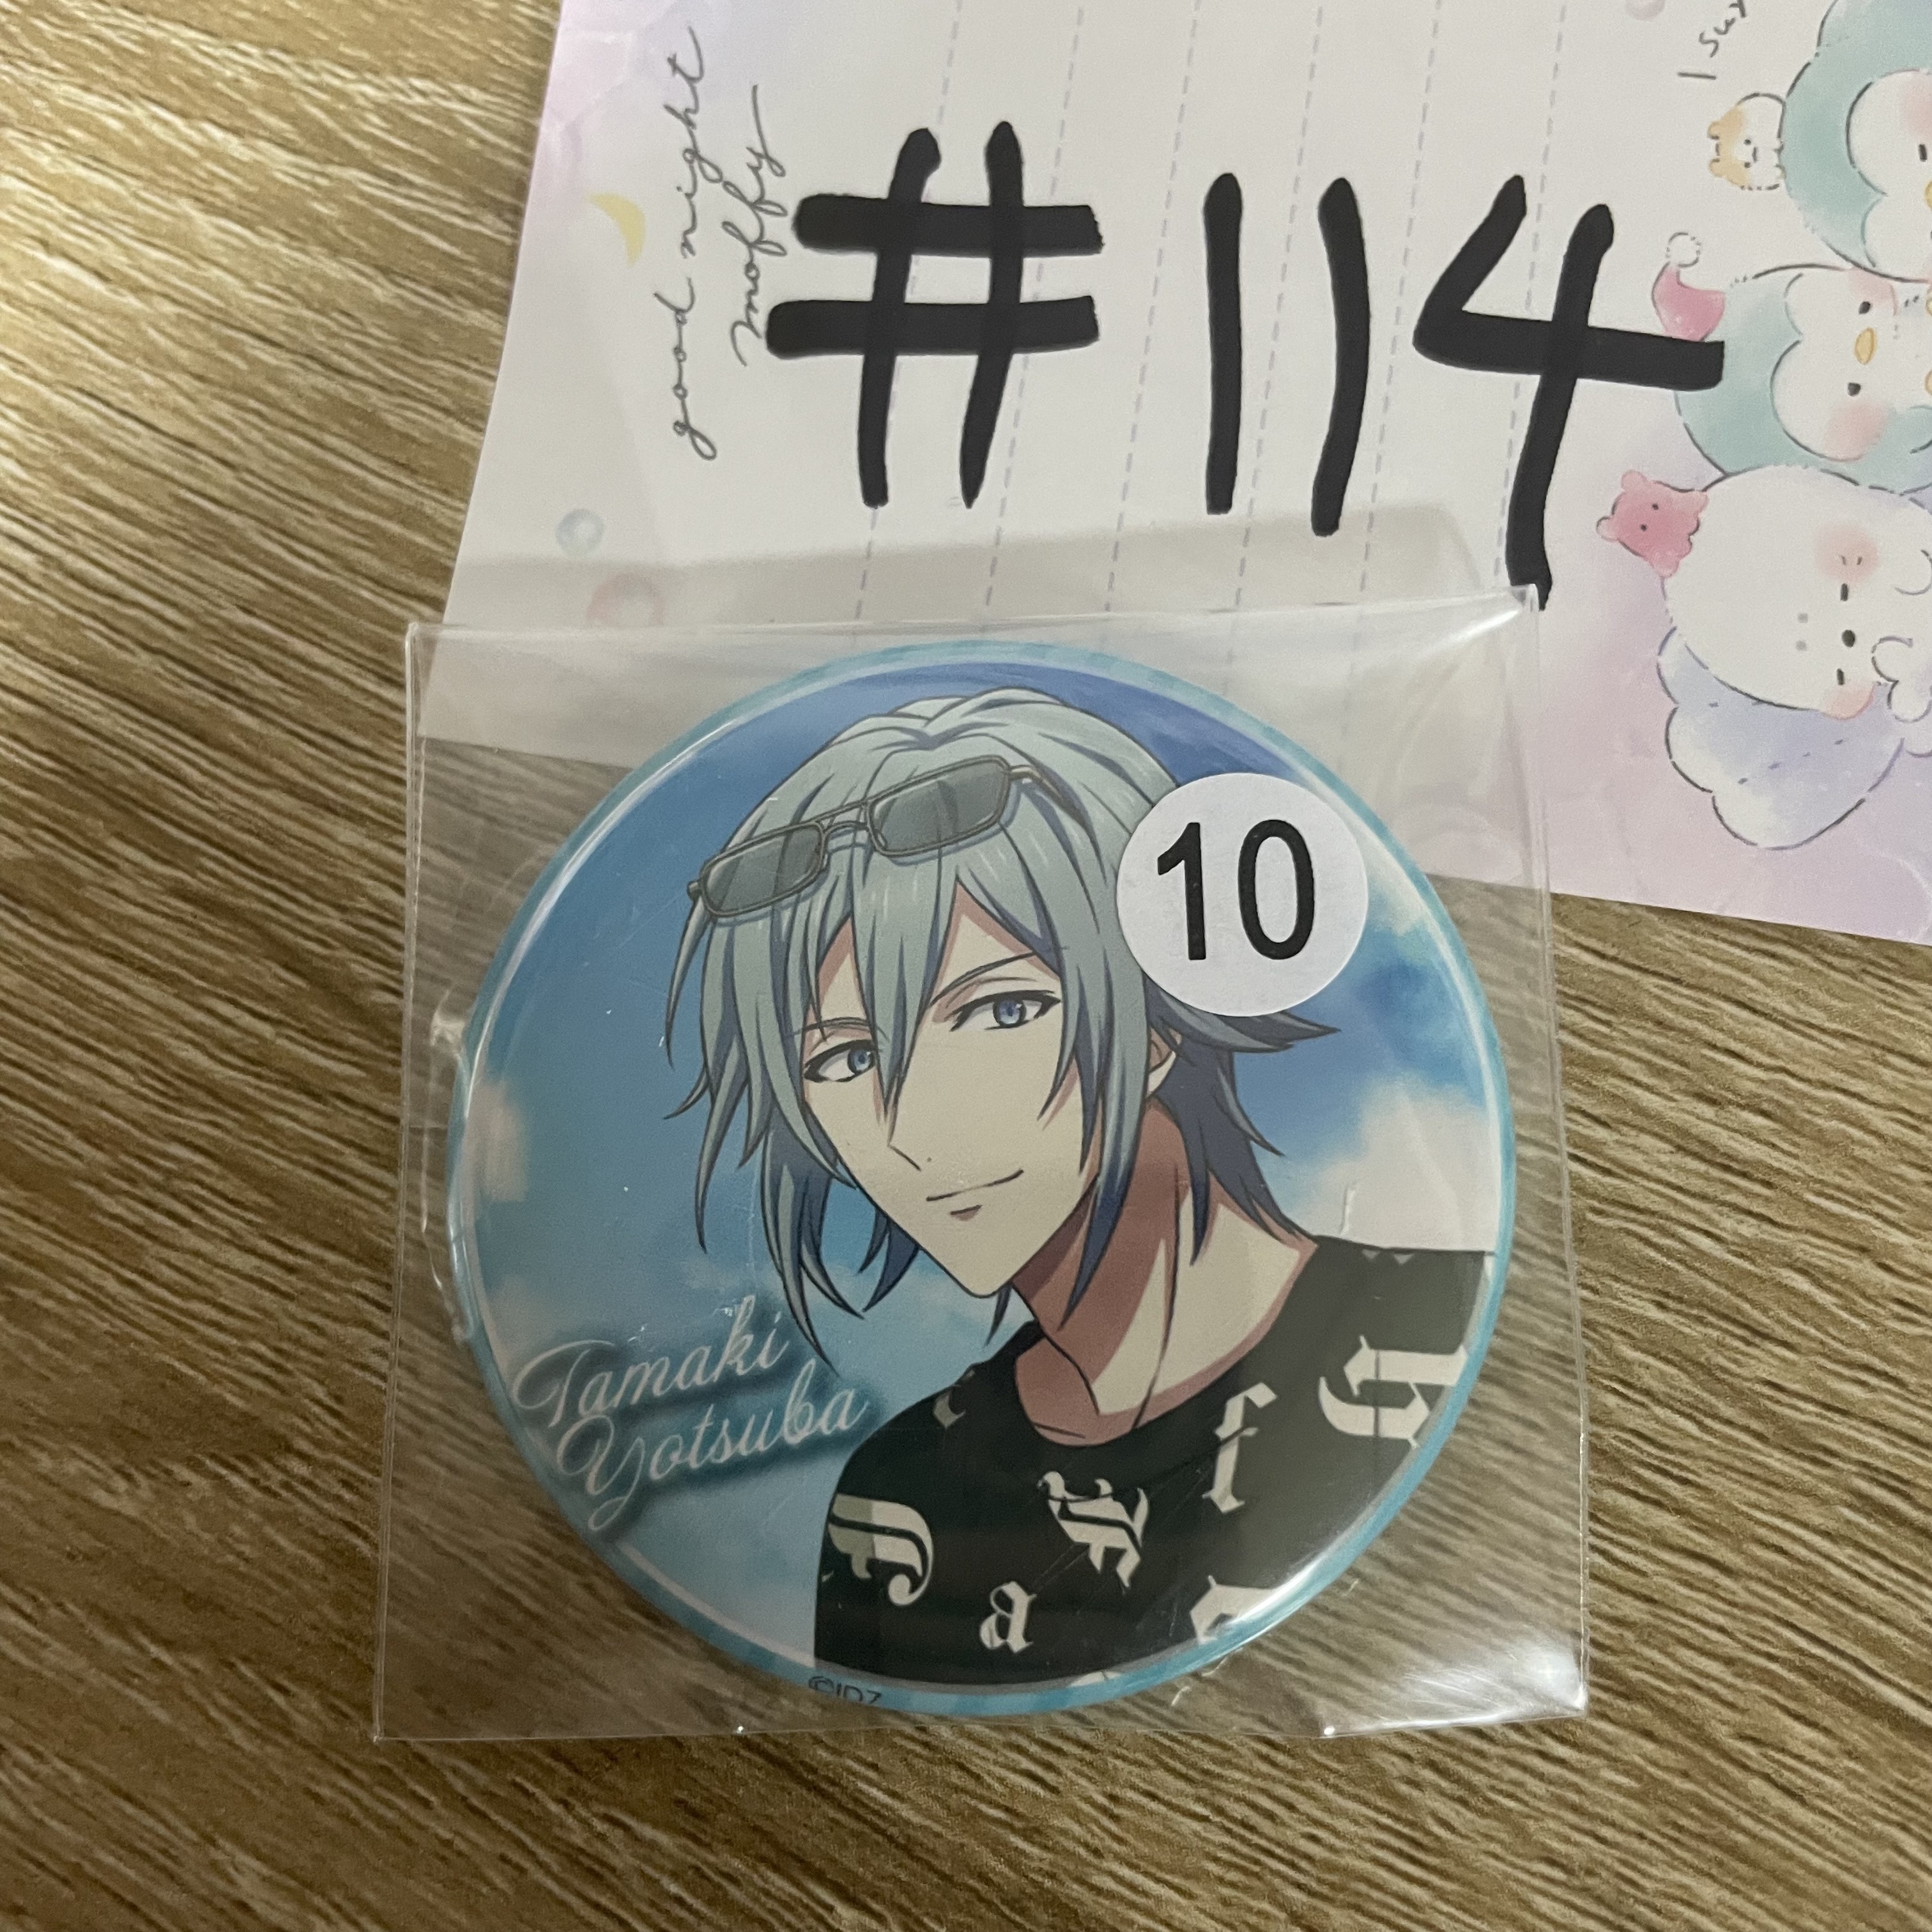 good night
moffy
#114
10
Tamaki
Yotsuba
f
h
a
©IDZ